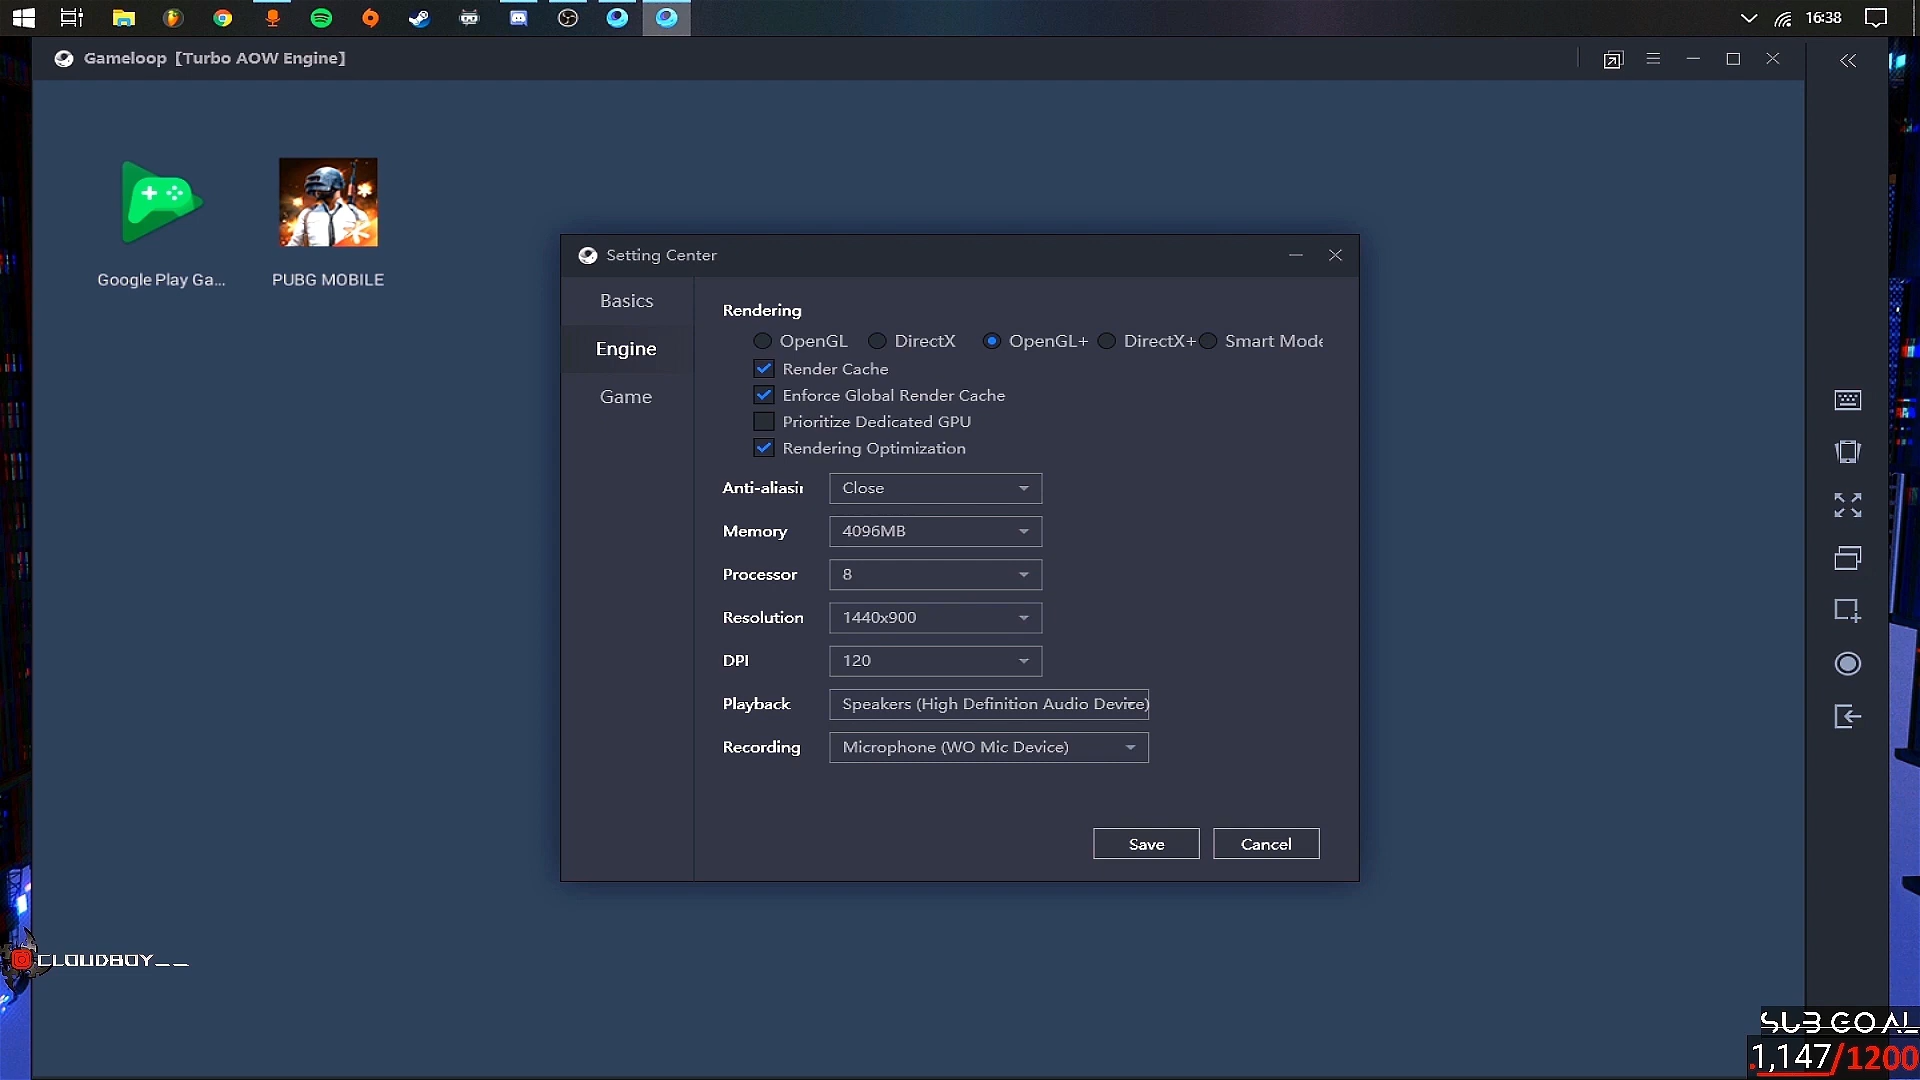 16:38
Gameloop [Turbo AOW Engine]
Google Play Ga...
PUBG MOBILE
Setting Center
Basics
Engine
Game
Rendering
OpenGL DirectX OpenGL+ DirectX+ Smart Mode
Render Cache
Enforce Global Render Cache
Prioritize Dedicated GPU
Rendering Optimization
Anti-aliasin Close
Memory 4096MB
Processor 8
Resolution 1440x900
DPI 120
Playback Speakers (High Definition Audio Device)
Recording Microphone (WO Mic Device)
Save Cancel
CLOUDBOY__
SUB GOAL
1,147/1200